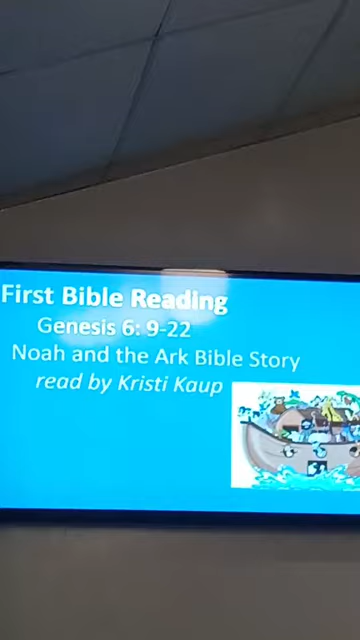 First Bible Reading
Genesis 6: 9-22
Noah and the Ark Bible Story
read by Kristi Kaup